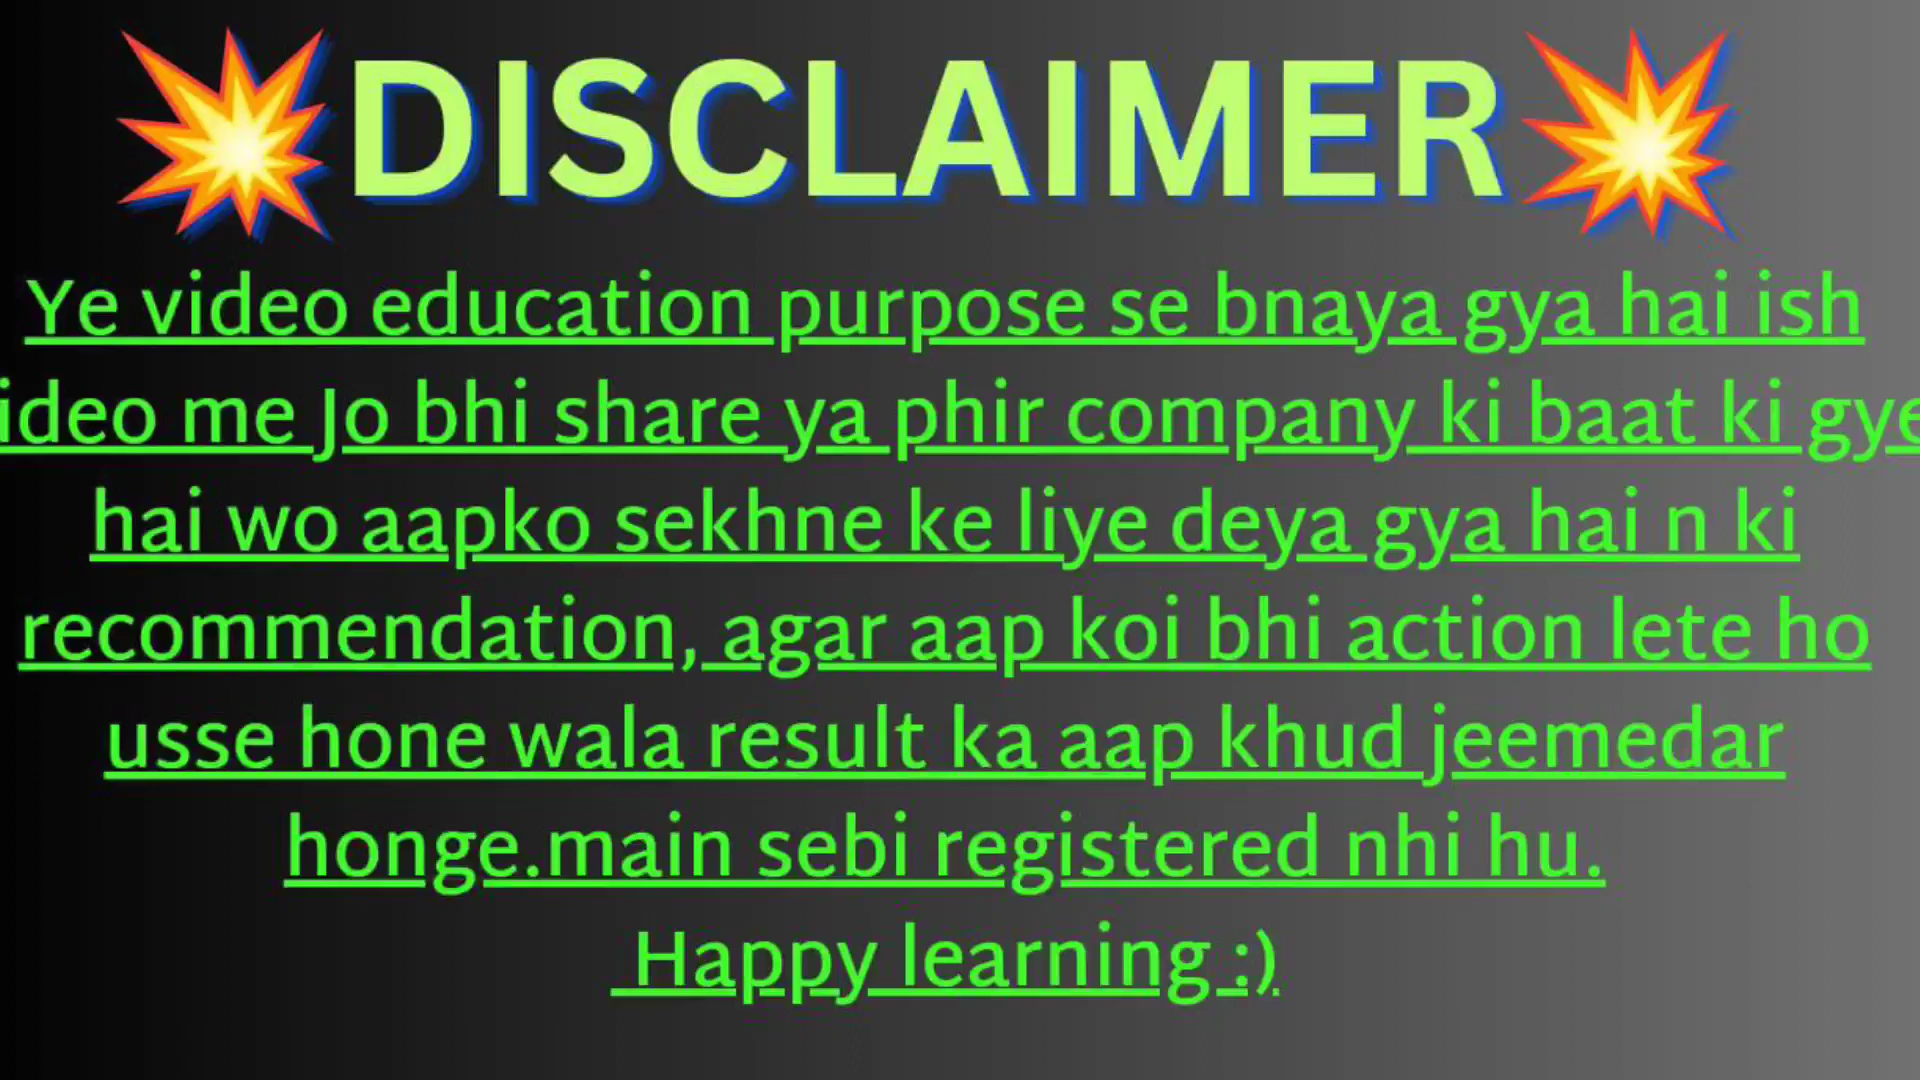 DISCLAIMER
Ye video education purpose se bnaya gya hai ish
ideo me Jo bhi share ya phir company ki baat ki gye
hai wo aapko sekhne ke liye deya gya hai n ki
recommendation, agar aap koi bhi action lete ho
usse hone wala result ka aap khud jeemedar
honge.main sebi registered nhi hu.
Happy learning :)